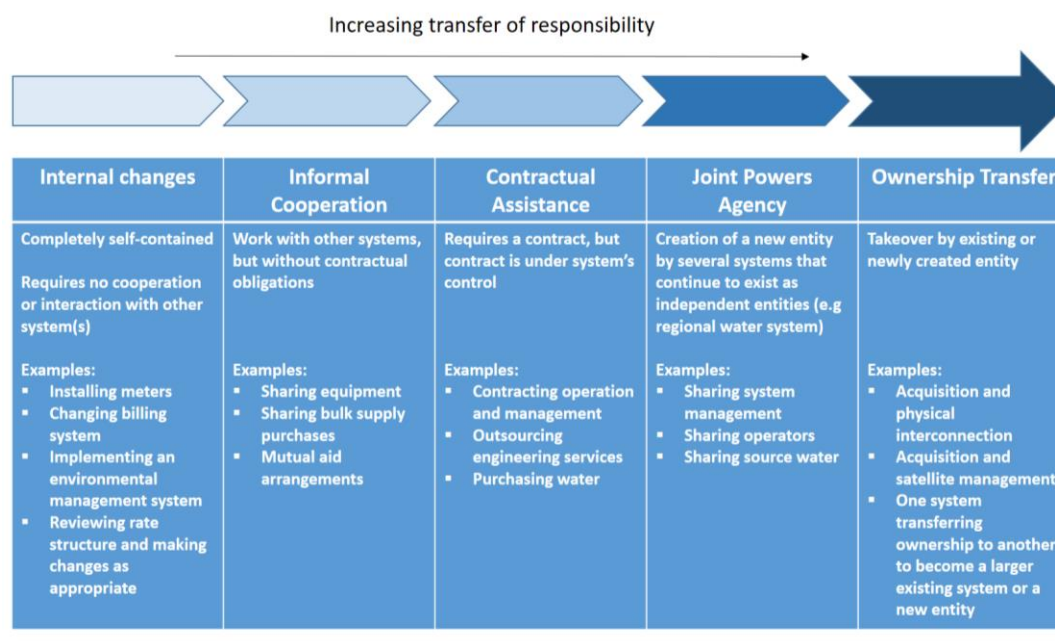 Increasing transfer of responsibility
Internal changes
Completely self-contained
Requires no cooperation
or interaction with other
system(s)
Examples:
▪ Installing meters
▪ Changing billing
system
▪ Implementing an
environmental
management system
▪ Reviewing rate
structure and making
changes as
appropriate
Informal
Cooperation
Work with other systems,
but without contractual
obligations
Examples:
▪ Sharing equipment
▪ Sharing bulk supply
purchases
▪ Mutual aid
arrangements
Contractual
Assistance
Requires a contract, but
contract is under system's
control
Examples:
▪ Contracting operation
and management
▪ Outsourcing
engineering services
▪ Purchasing water
Joint Powers
Agency
Creation of a new entity
by several systems that
continue to exist as
independent entities (e.g
regional water system)
Examples:
▪ Sharing system
management
▪ Sharing operators
▪ Sharing source water
Ownership Transfer
Takeover by existing or
newly created entity
Examples:
▪ Acquisition and
physical
interconnection
▪ Acquisition and
satellite management
▪ One system
transferring
ownership to another
to become a larger
existing system or a
new entity